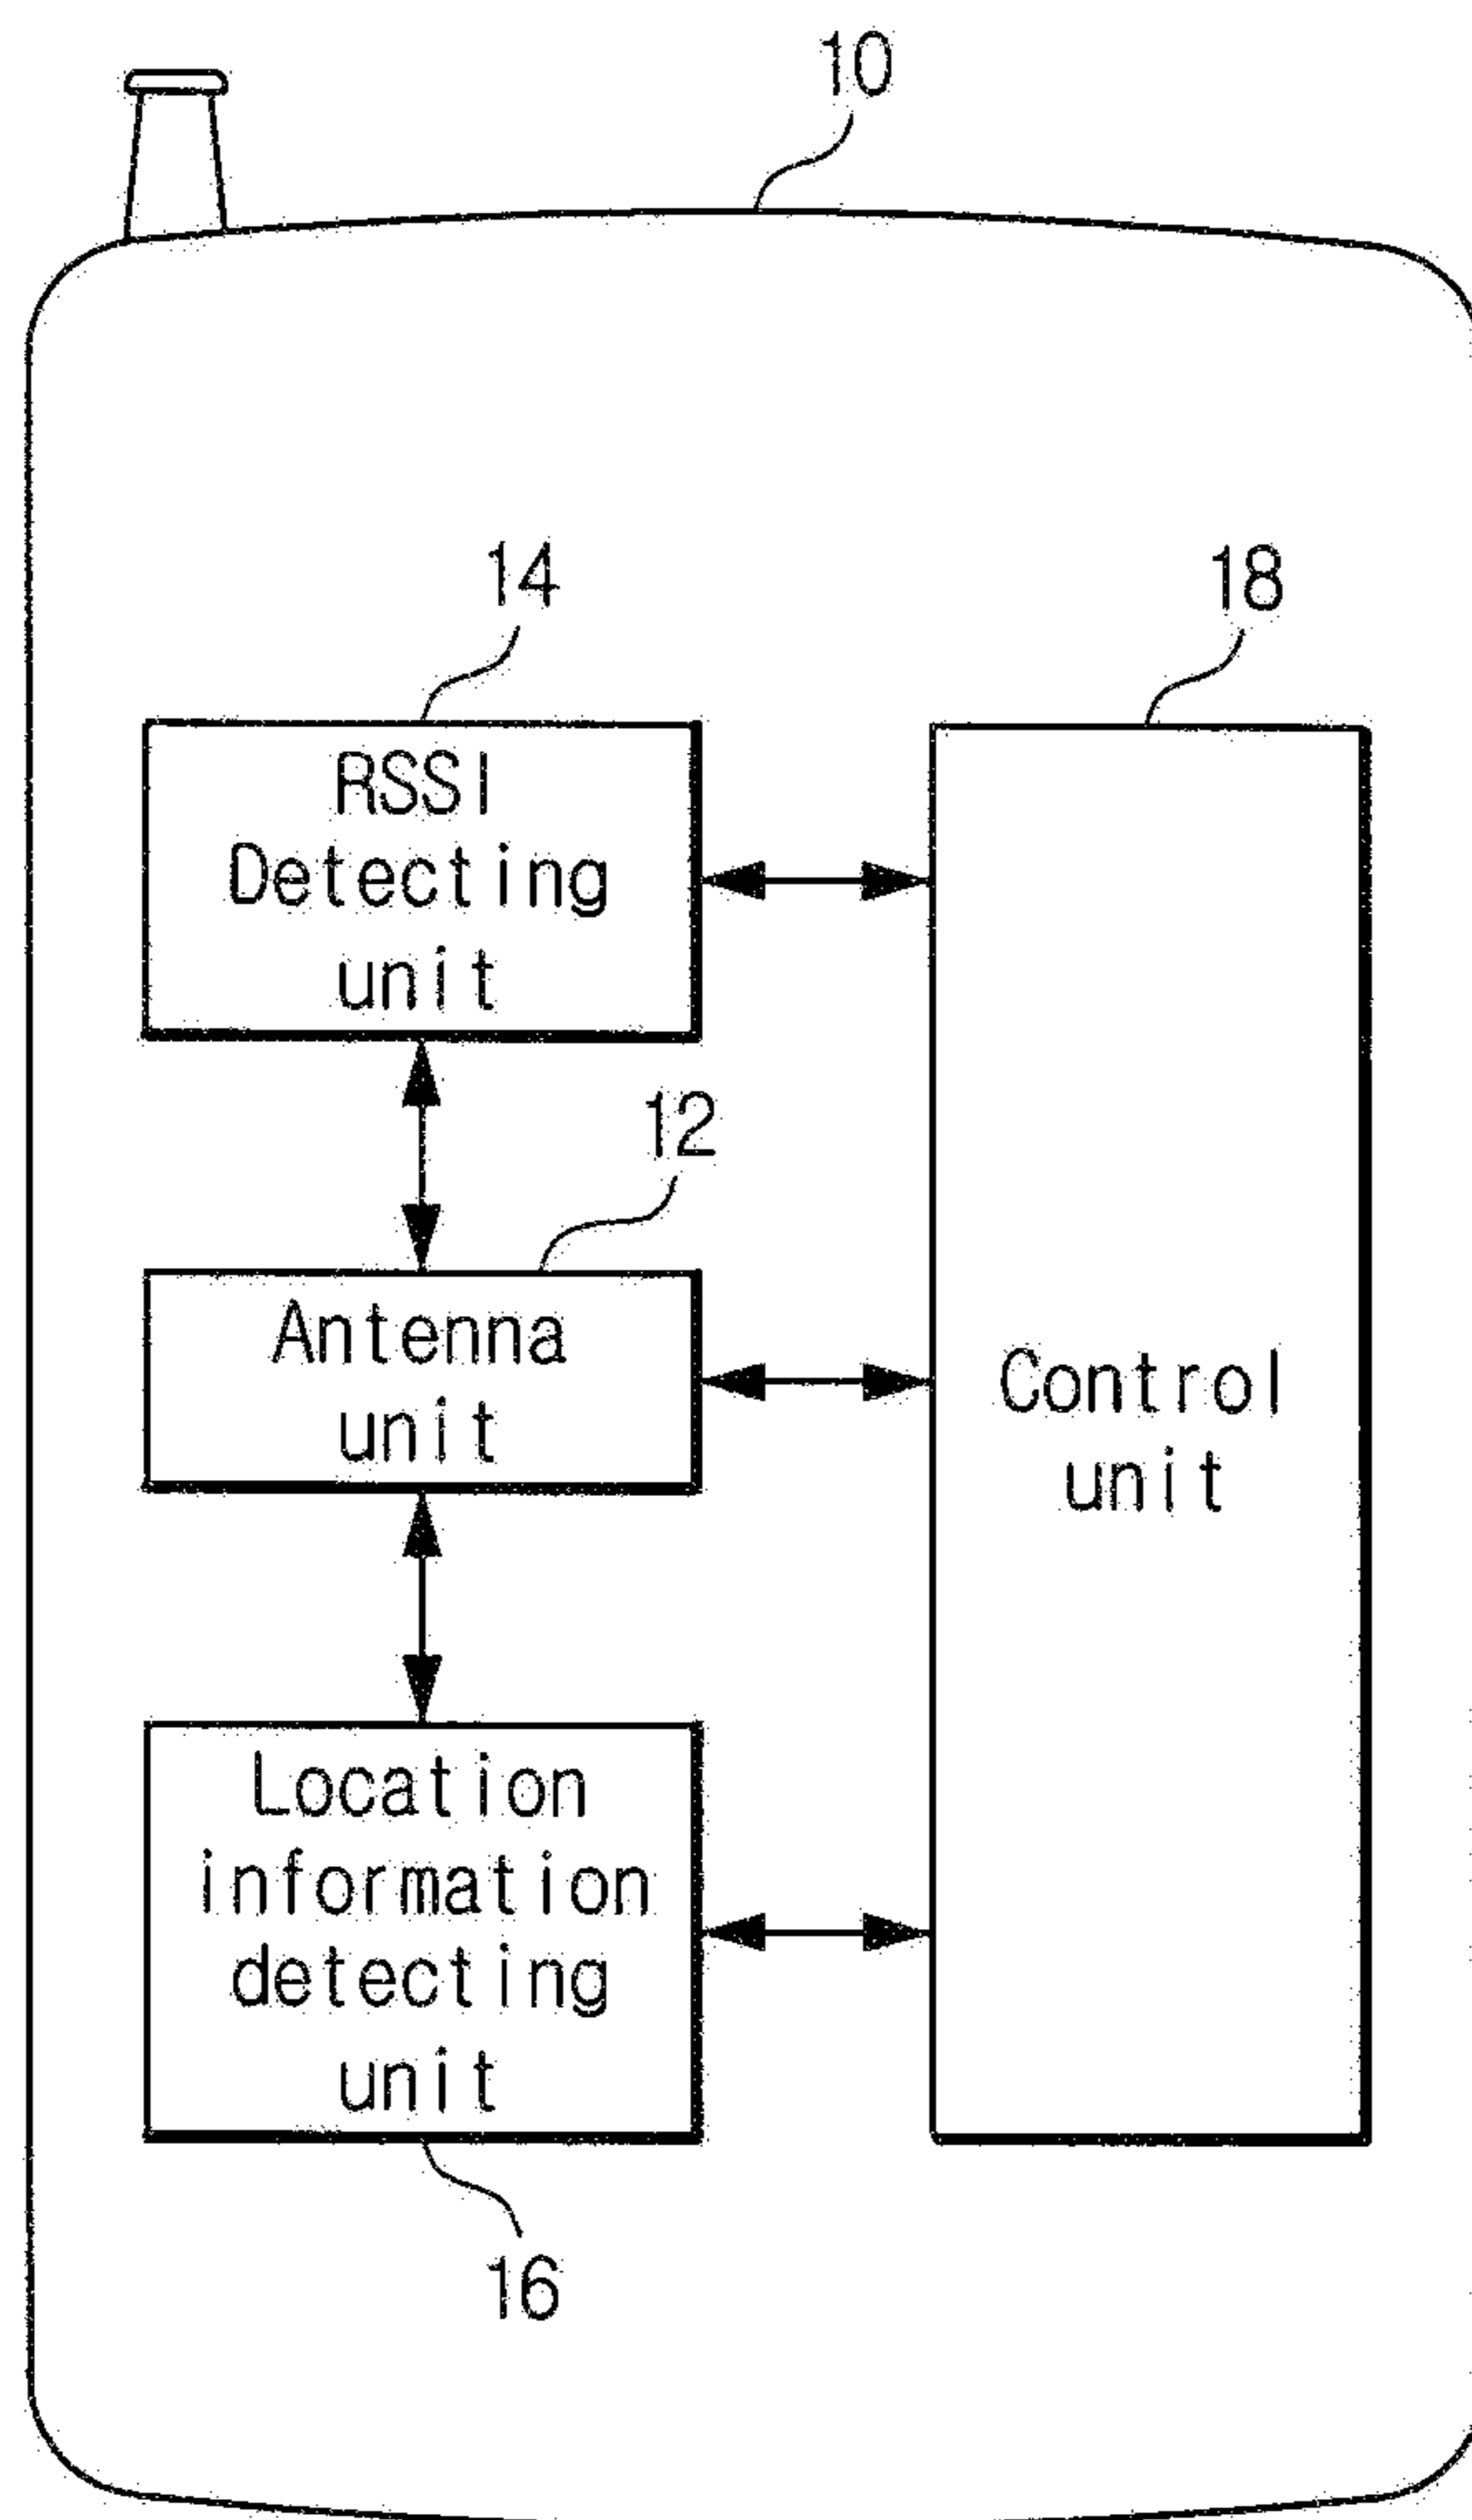 10
14
18
RSSI
Detecting
unit
12
Antenna
unit
Control
unit
Location
information
detecting
unit
16